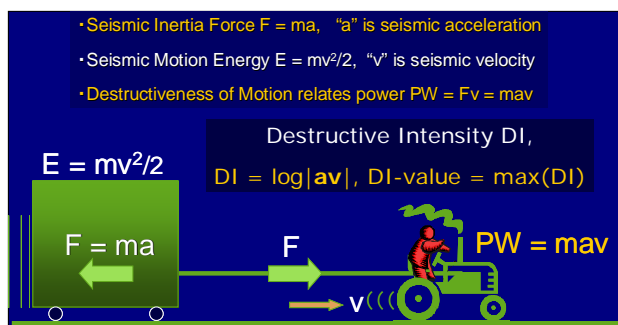 ・Seismic Inertia Force F = ma, “a” is seismic acceleration
・Seismic Motion Energy E = mv²/2, “v” is seismic velocity
・Destructiveness of Motion relates power PW = Fv = mav
Destructive Intensity DI,
DI = log|av|, DI-value = max(DI)
E = mv²/2
F = ma
F
PW = mav
v